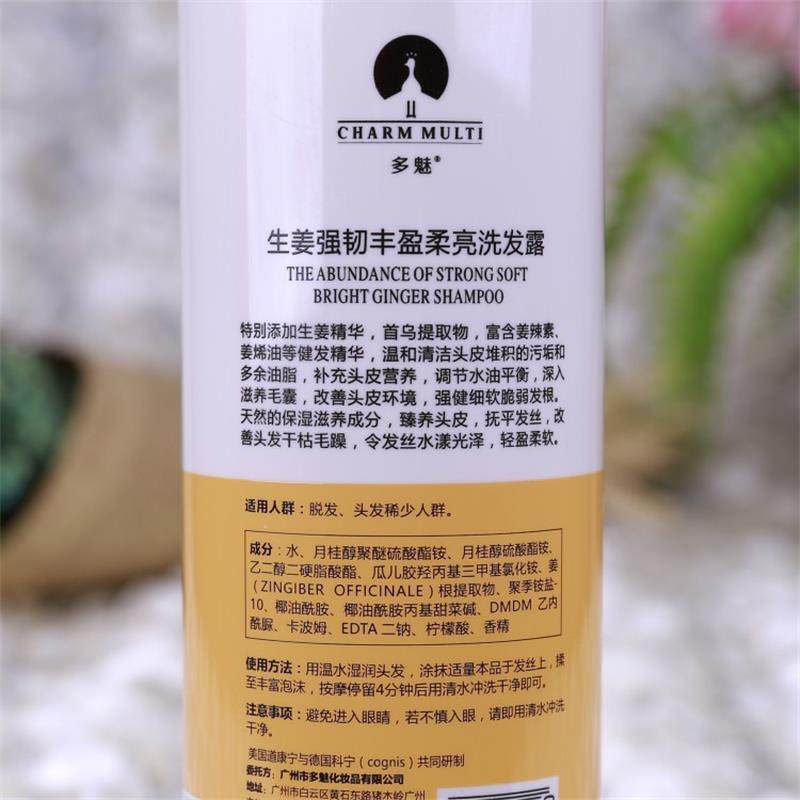 CHARM MULTI
多魅®
生姜强韧丰盈柔亮洗发露
THE ABUNDANCE OF STRONG SOFT
BRIGHT GINGER SHAMPOO
特别添加生姜精华，首乌提取物，富含姜辣素、
姜烯油等健发精华，温和清洁头皮堆积的污垢和
多余油脂，补充头皮营养，调节水油平衡，深入
滋养毛囊，改善头皮环境，强健细软脆弱发根。
天然的保湿滋养成分，臻养头皮，抚平发丝，改
善头发干枯毛躁，令发丝水漾光泽，轻盈柔软。
适用人群：脱发、头发稀少人群。
成分：水、月桂醇聚醚硫酸酯铵、月桂醇硫酸酯铵、
乙二醇二硬脂酸酯、瓜儿胶羟丙基三甲基氯化铵、姜
（ZINGIBER OFFICINALE）根提取物、聚季铵盐-
10、椰油酰胺、椰油酰胺丙基甜菜碱、DMDM 乙内
酰脲、卡波姆、EDTA 二钠、柠檬酸、香精
使用方法：用温水湿润头发，涂抹适量本品于发丝上，揉
至丰富泡沫，按摩停留4分钟后用清水冲洗干净即可。
注意事项：避免进入眼睛，若不慎入眼，请即用清水冲洗
干净。
美国道康宁与德国科宁（cognis）共同研制
委托方：广州市多魅化妆品有限公司
地址：广州市白云区黄石东路猪木岭广州